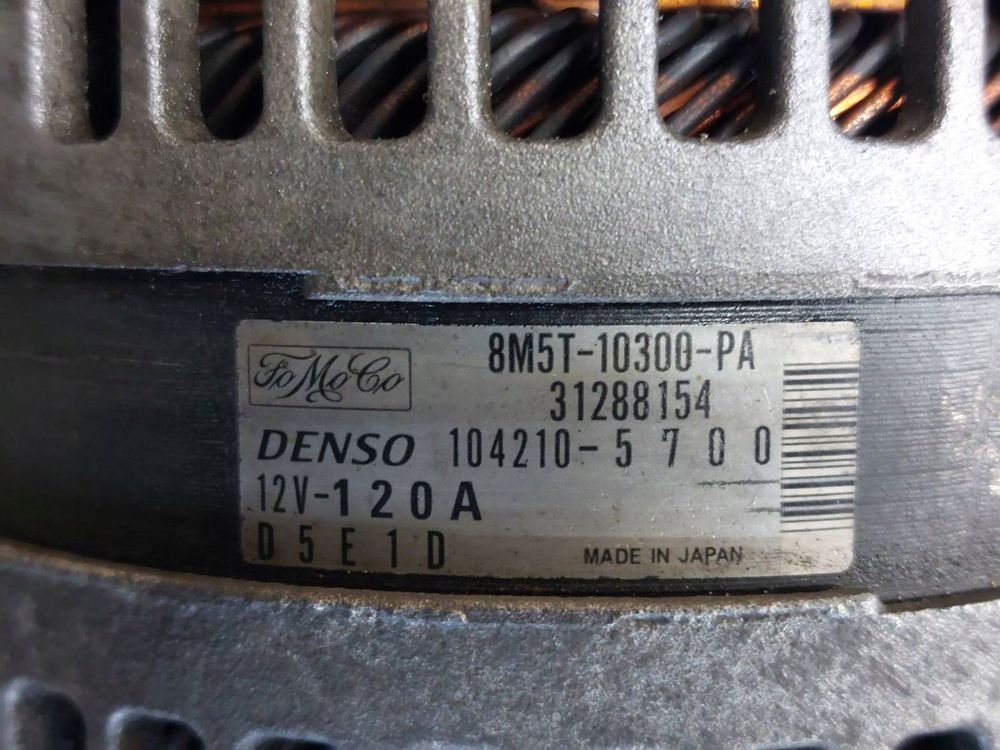 8M5T-10300-PA
FoMoCo
31288154
DENSO 104210-5700
12V-120A
D5E1D
MADE IN JAPAN